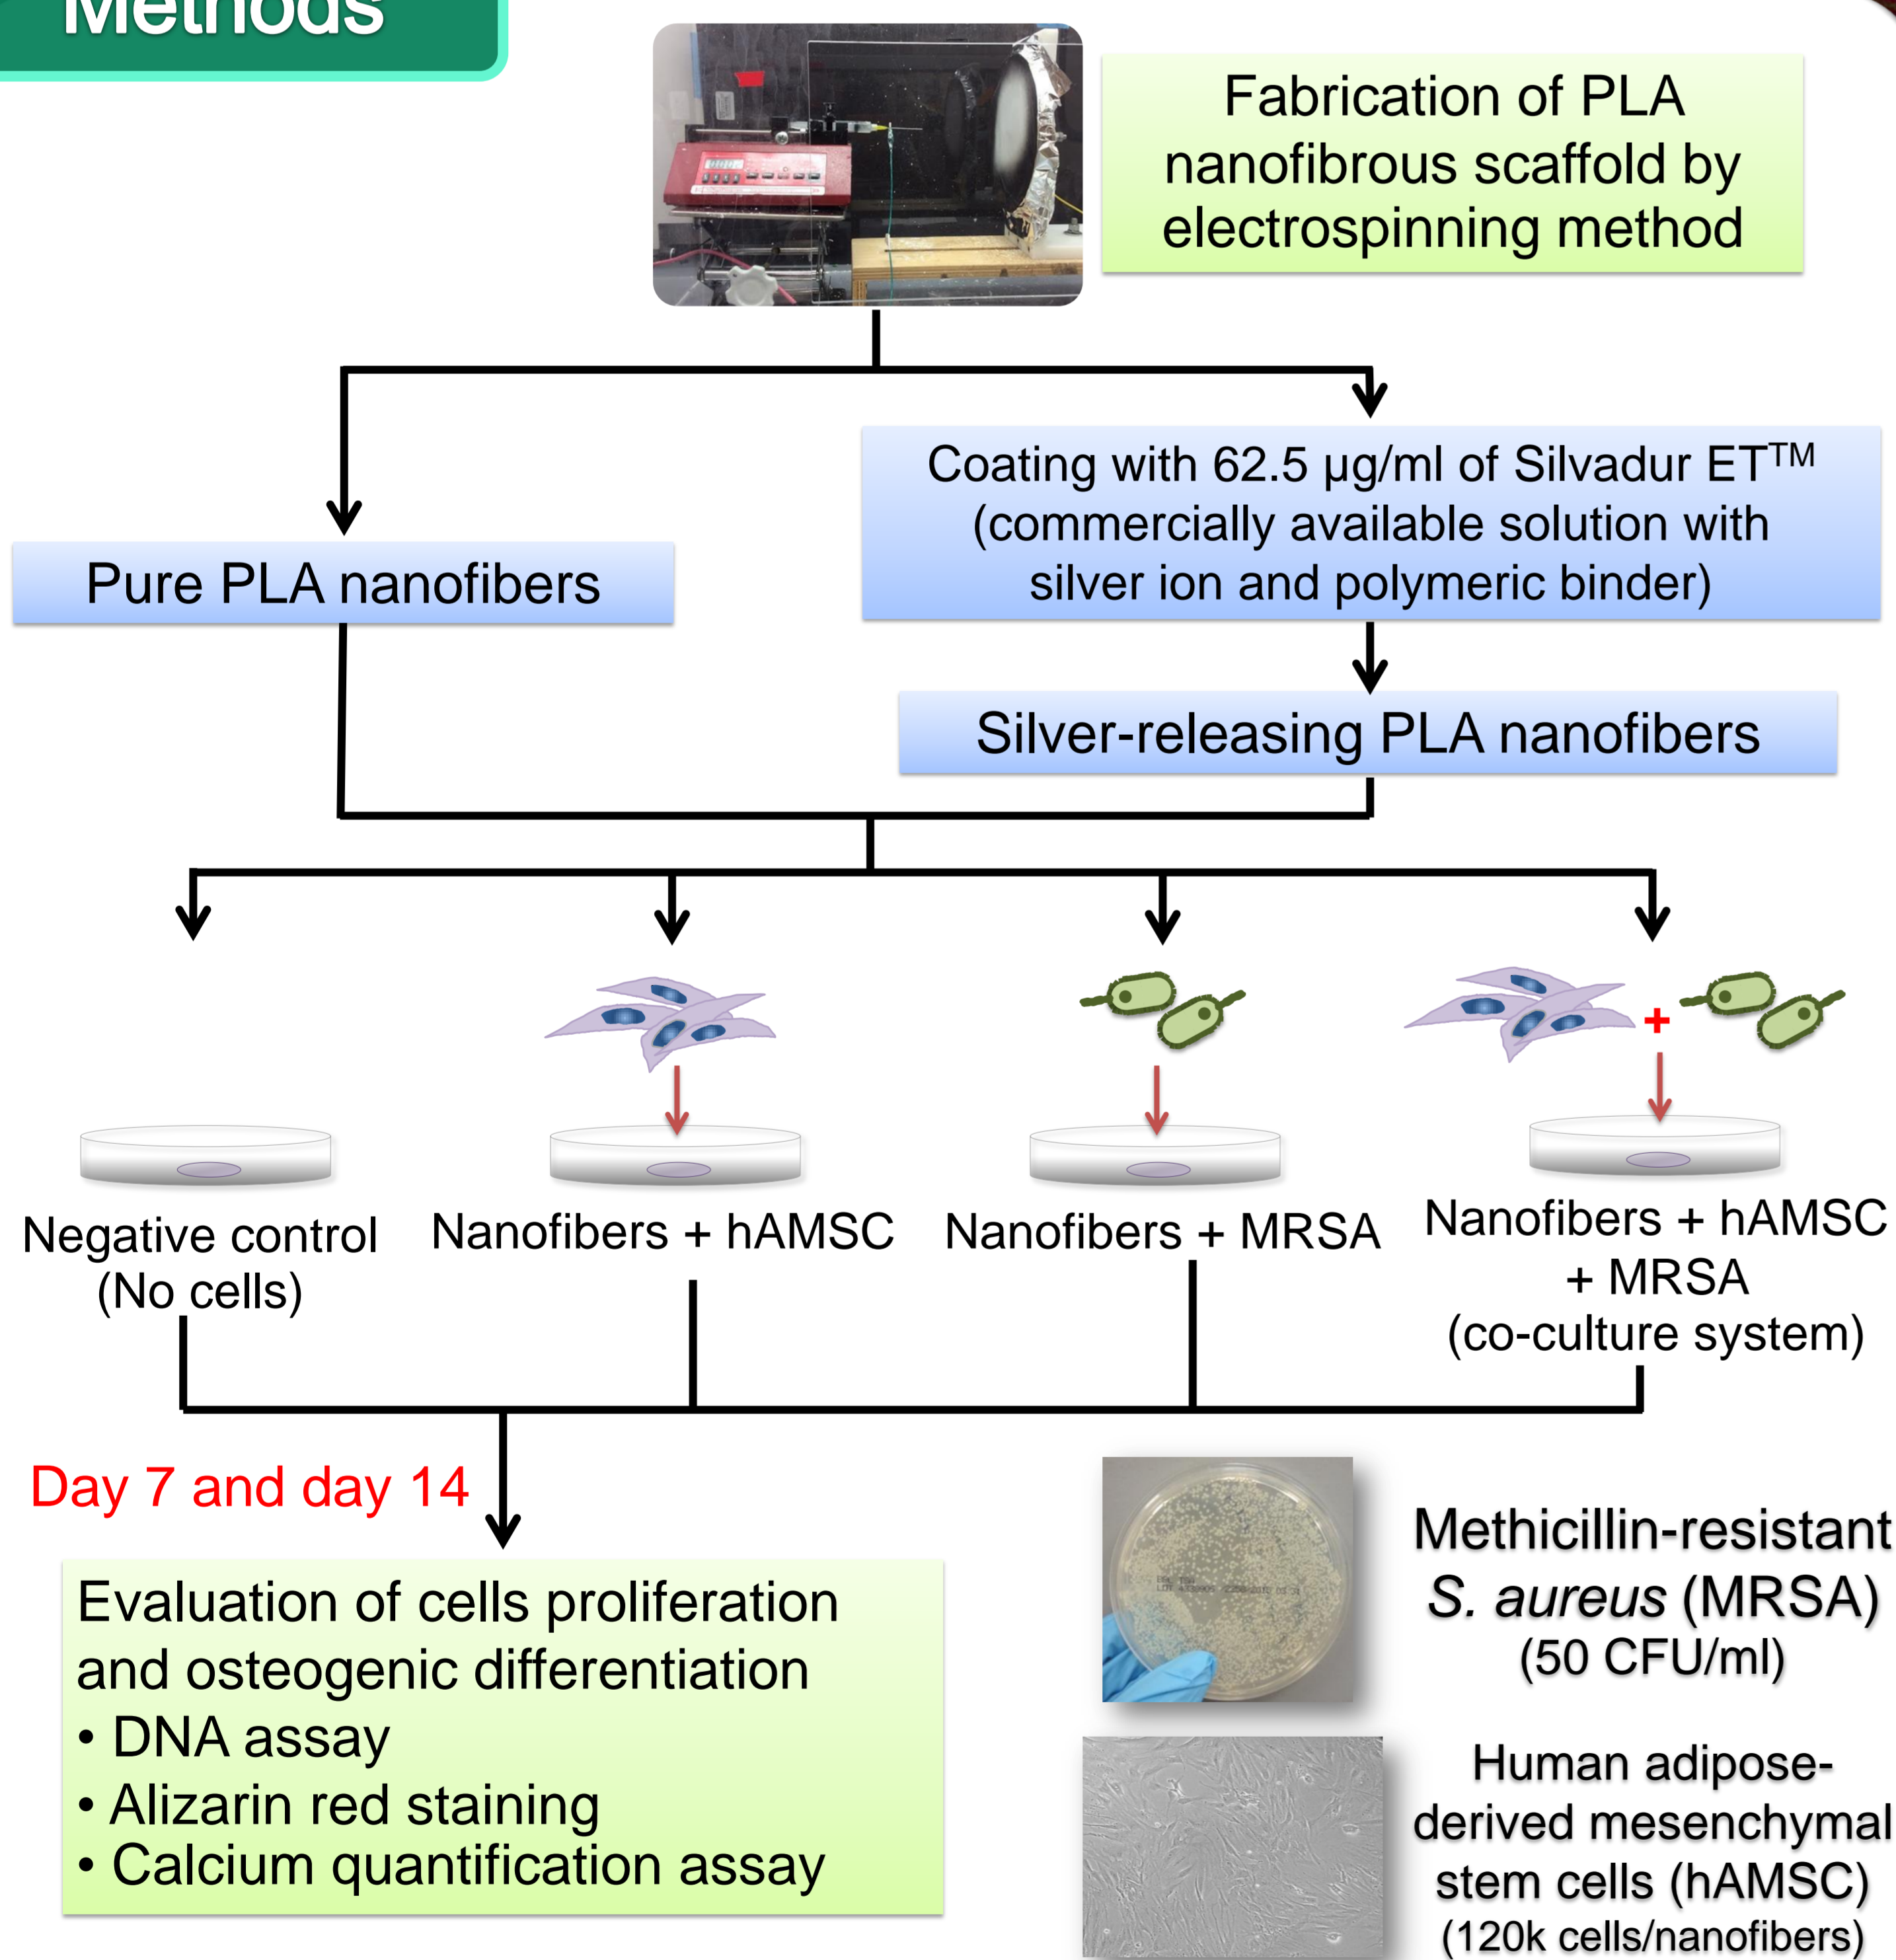 Methods
Fabrication of PLA
nanofibrous scaffold by
electrospinning method
Coating with 62.5 µg/ml of Silvadur ET™
(commercially available solution with
silver ion and polymeric binder)
Pure PLA nanofibers
Silver-releasing PLA nanofibers
+
Negative control
(No cells)
Nanofibers + hAMSC
Nanofibers + MRSA
Nanofibers + hAMSC
+ MRSA
(co-culture system)
Day 7 and day 14
Evaluation of cells proliferation
and osteogenic differentiation
• DNA assay
• Alizarin red staining
• Calcium quantification assay
Methicillin-resistant
S. aureus (MRSA)
(50 CFU/ml)
Human adipose-
derived mesenchymal
stem cells (hAMSC)
(120k cells/nanofibers)